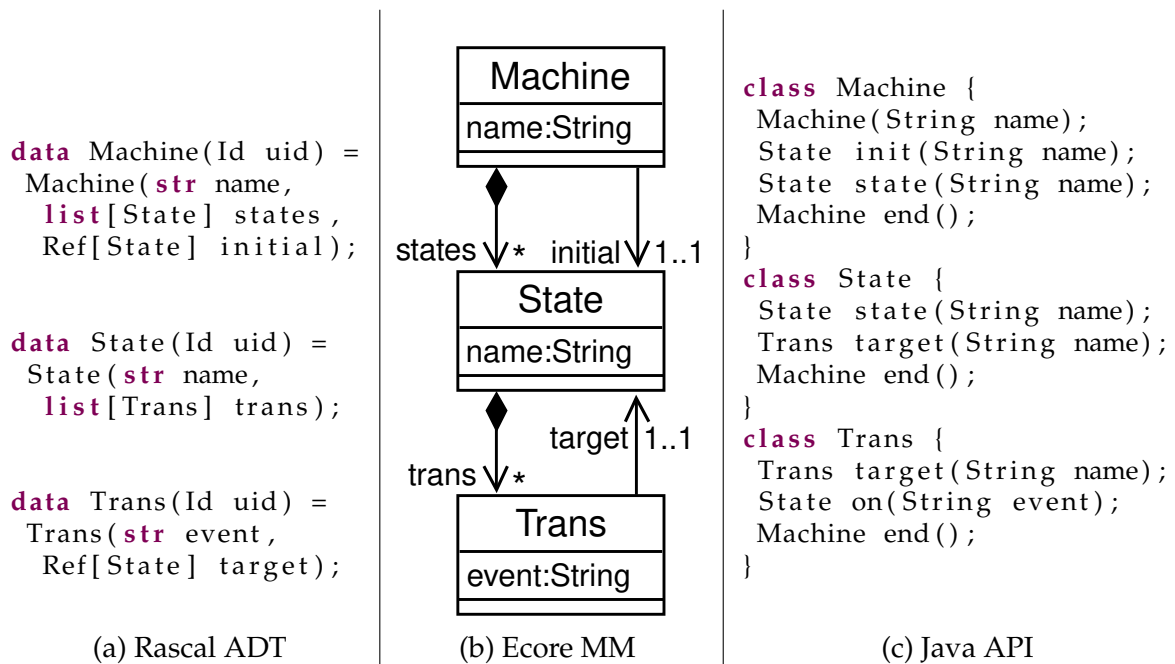 data Machine(Id uid) =
Machine(str name,
list[State] states,
Ref[State] initial);
data State(Id uid) =
State(str name,
list[Trans] trans);
data Trans(Id uid) =
Trans(str event,
Ref[State] target);
(a) Rascal ADT
Machine
name:String
states * initial 1..1
State
name:String
target 1..1
trans *
Trans
event:String
(b) Ecore MM
class Machine {
Machine(String name);
State init(String name);
State state(String name);
Machine end();
}
class State {
State state(String name);
Trans target(String name);
Machine end();
}
class Trans {
Trans target(String name);
State on(String event);
Machine end();
}
(c) Java API